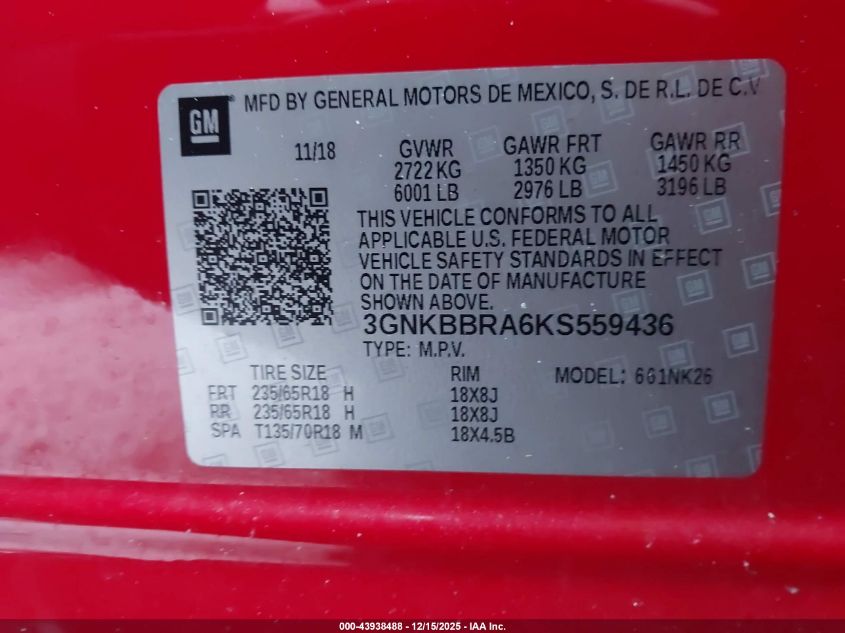 GM
MFD BY GENERAL MOTORS DE MEXICO, S. DE R.L. DE C.V
11/18 GVWR GAWR FRT GAWR RR
2722 KG 1350 KG 1450 KG
6001 LB 2976 LB 3196 LB
THIS VEHICLE CONFORMS TO ALL
APPLICABLE U.S. FEDERAL MOTOR
VEHICLE SAFETY STANDARDS IN EFFECT
ON THE DATE OF MANUFACTURE
SHOWN ABOVE.
3GNKBBRA6KS559436
TYPE: M.P.V.
TIRE SIZE RIM MODEL: 601NK26
FRT 235/65R18 H 18X8J
RR 235/65R18 H 18X8J
SPA T135/70R18 M 18X4.5B
000-43938488 - 12/15/2025 - IAA Inc.